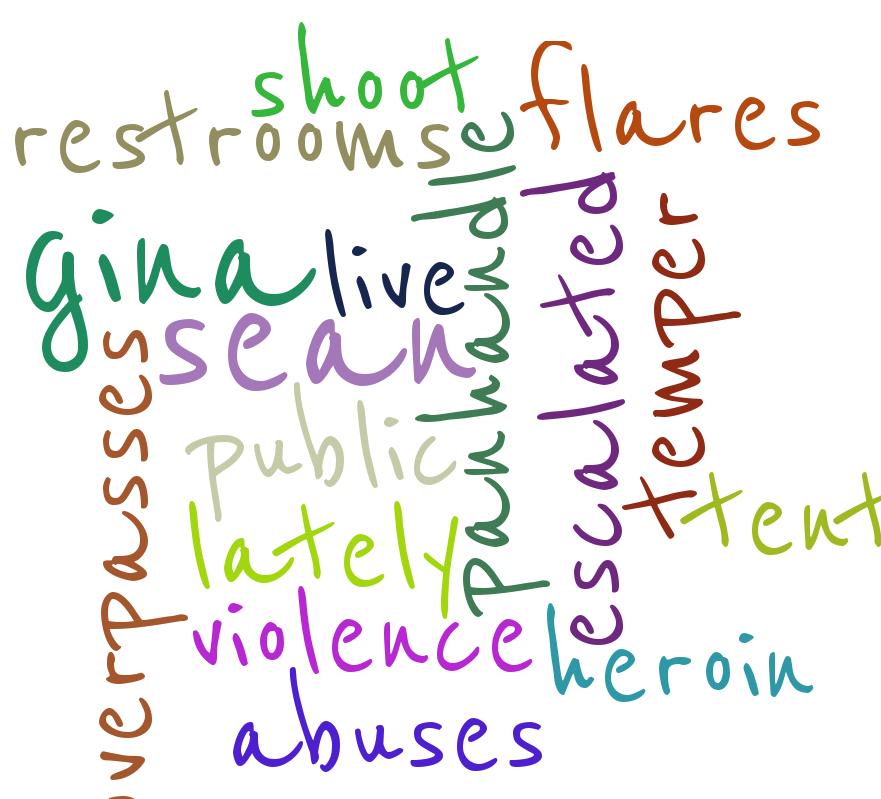 shoot
flares
restrooms
panhandle
escalated
temper
gina
live
sean
overpasses
public
lately
tent
violence
heroin
abuses